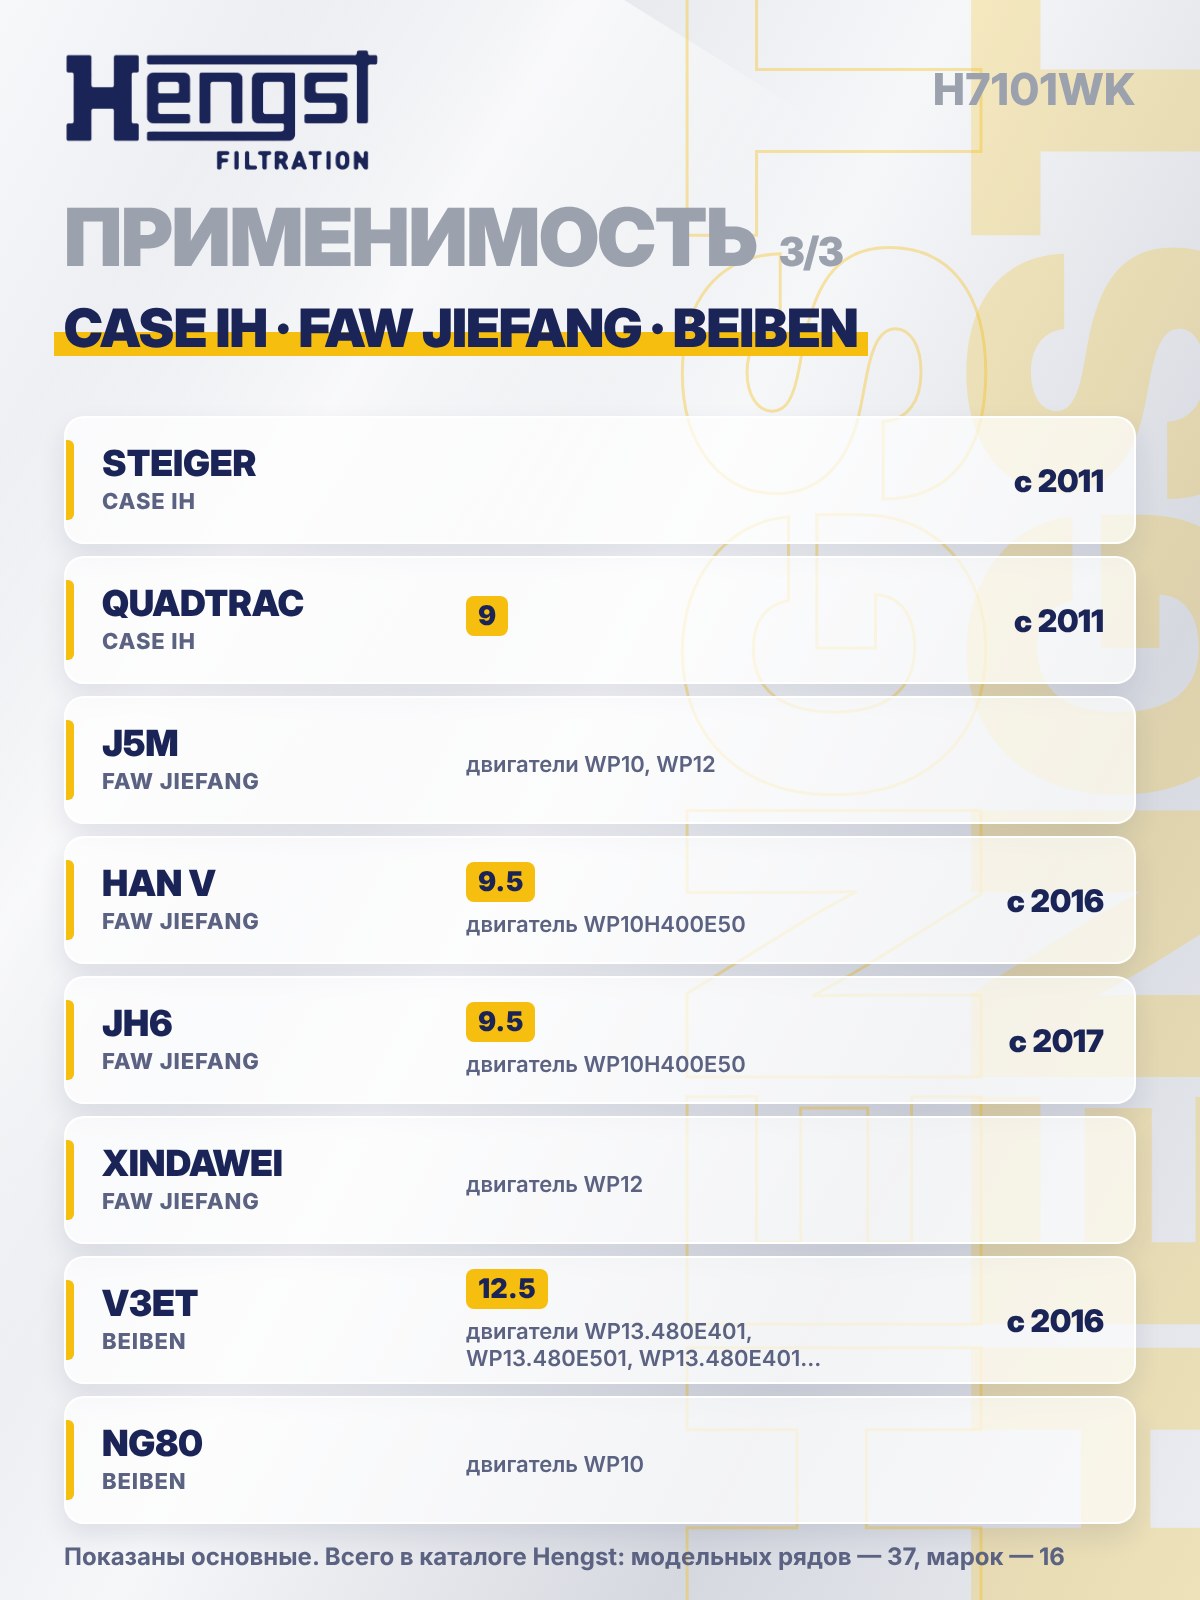 Hengst
FILTRATION
H7101WK
ПРИМЕНИМОСТЬ 3/3
CASE IH · FAW JIEFANG · BEIBEN
STEIGER
CASE IH
с 2011
QUADTRAC
CASE IH
9
с 2011
J5M
FAW JIEFANG
двигатели WP10, WP12
HAN V
FAW JIEFANG
9.5
двигатель WP10H400E50
с 2016
JH6
FAW JIEFANG
9.5
двигатель WP10H400E50
с 2017
XINDAWEI
FAW JIEFANG
двигатель WP12
V3ET
BEIBEN
12.5
двигатели WP13.480E401,
WP13.480E501, WP13.480E401...
с 2016
NG80
BEIBEN
двигатель WP10
Показаны основные. Всего в каталоге Hengst: модельных рядов — 37, марок — 16
HENGST
HENGST